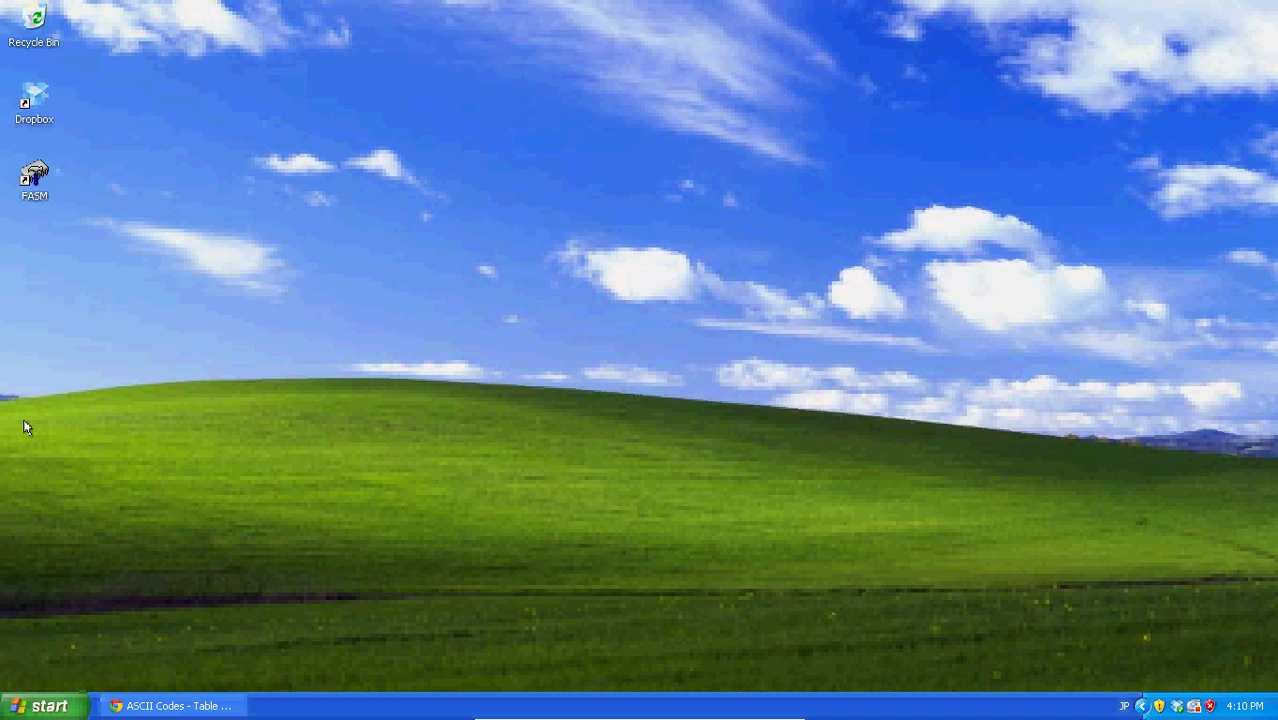 Recycle Bin
Dropbox
FASM
start
ASCII Codes - Table ...
JP
4:10 PM